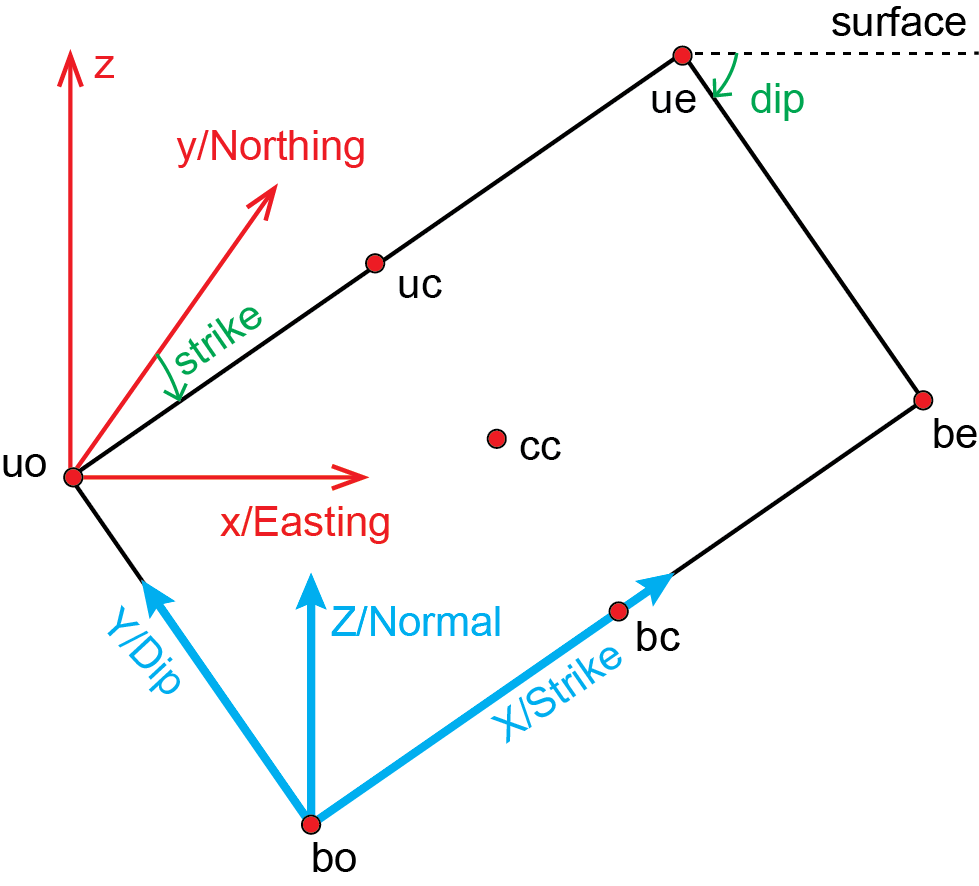 surface
z
ue
dip
y/Northing
uc
strike
be
cc
uo
x/Easting
Z/Normal
Y/Dip
bc
X/Strike
bo